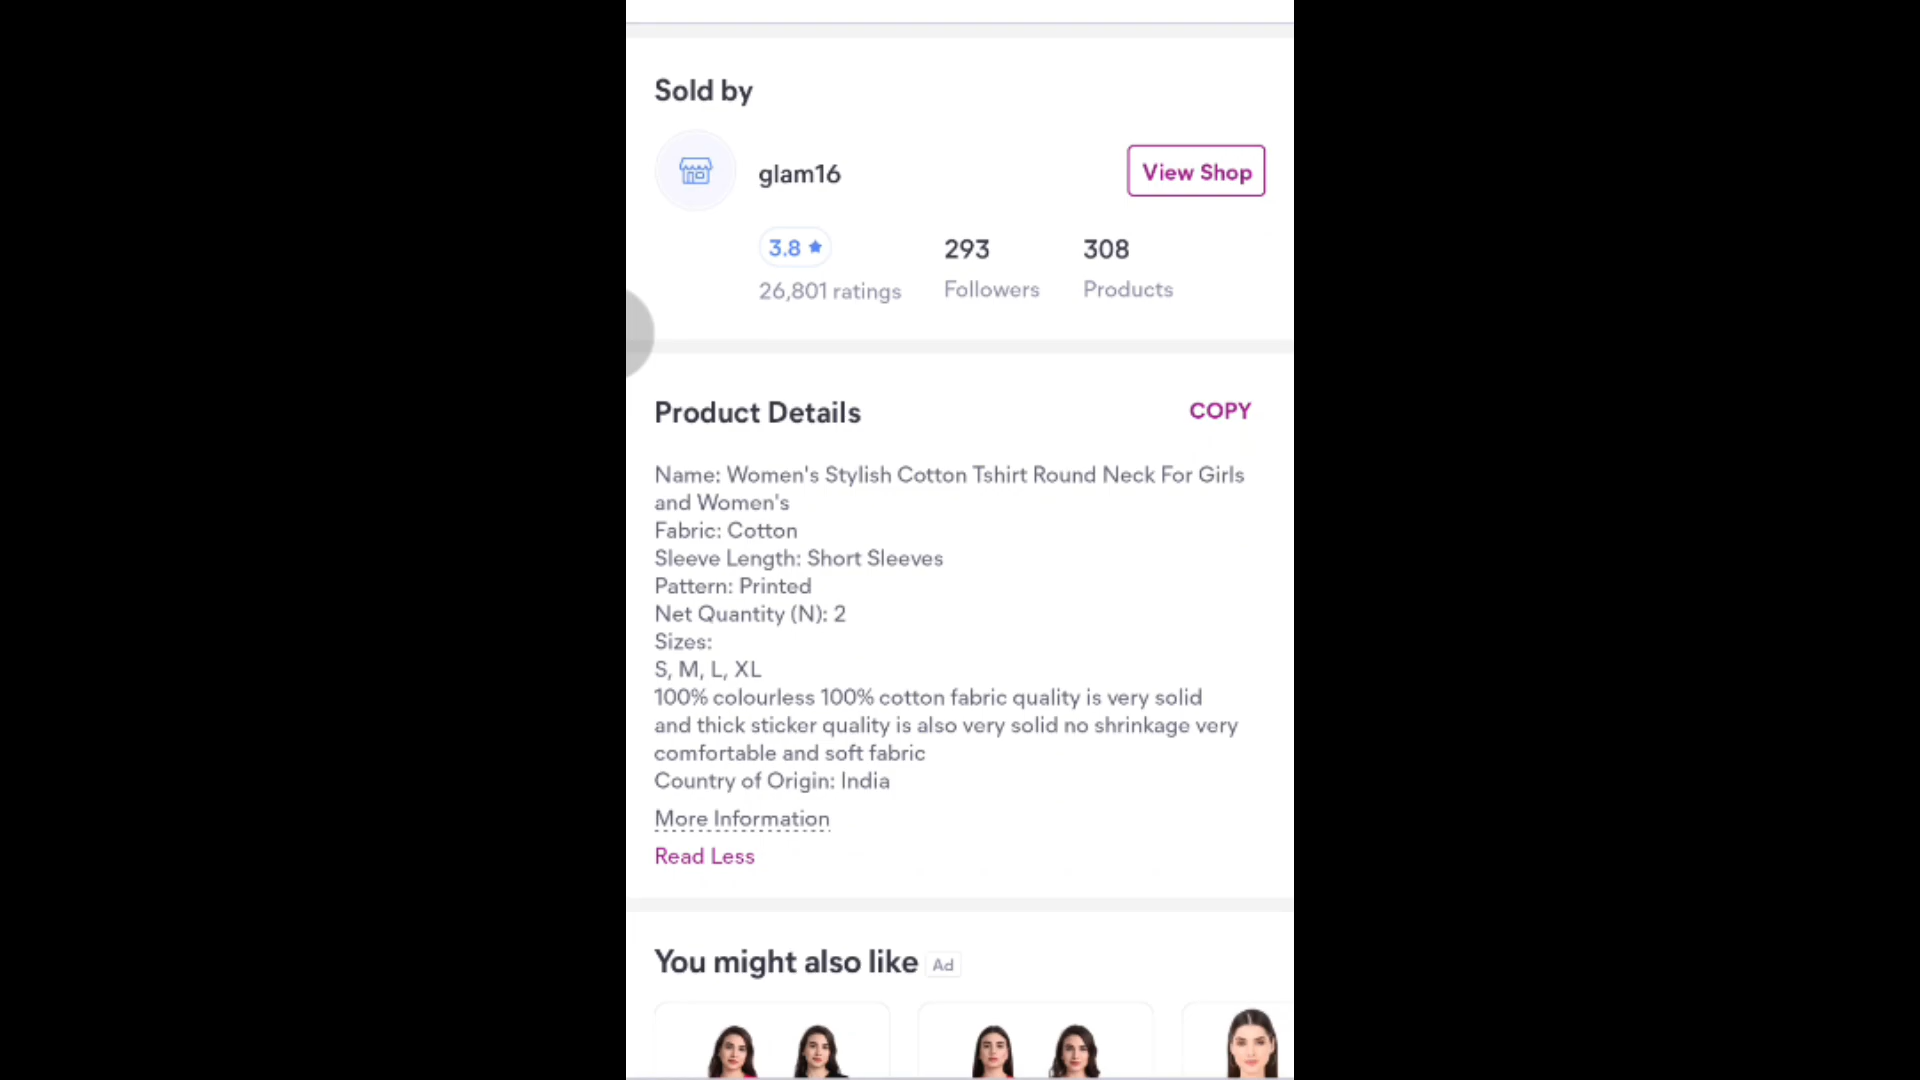 Sold by
glam16
View Shop
3.8 ★
293
308
26,801 ratings
Followers
Products
Product Details
COPY
Name: Women's Stylish Cotton Tshirt Round Neck For Girls
and Women's
Fabric: Cotton
Sleeve Length: Short Sleeves
Pattern: Printed
Net Quantity (N): 2
Sizes:
S, M, L, XL
100% colourless 100% cotton fabric quality is very solid
and thick sticker quality is also very solid no shrinkage very
comfortable and soft fabric
Country of Origin: India
More Information
Read Less
You might also like
Ad